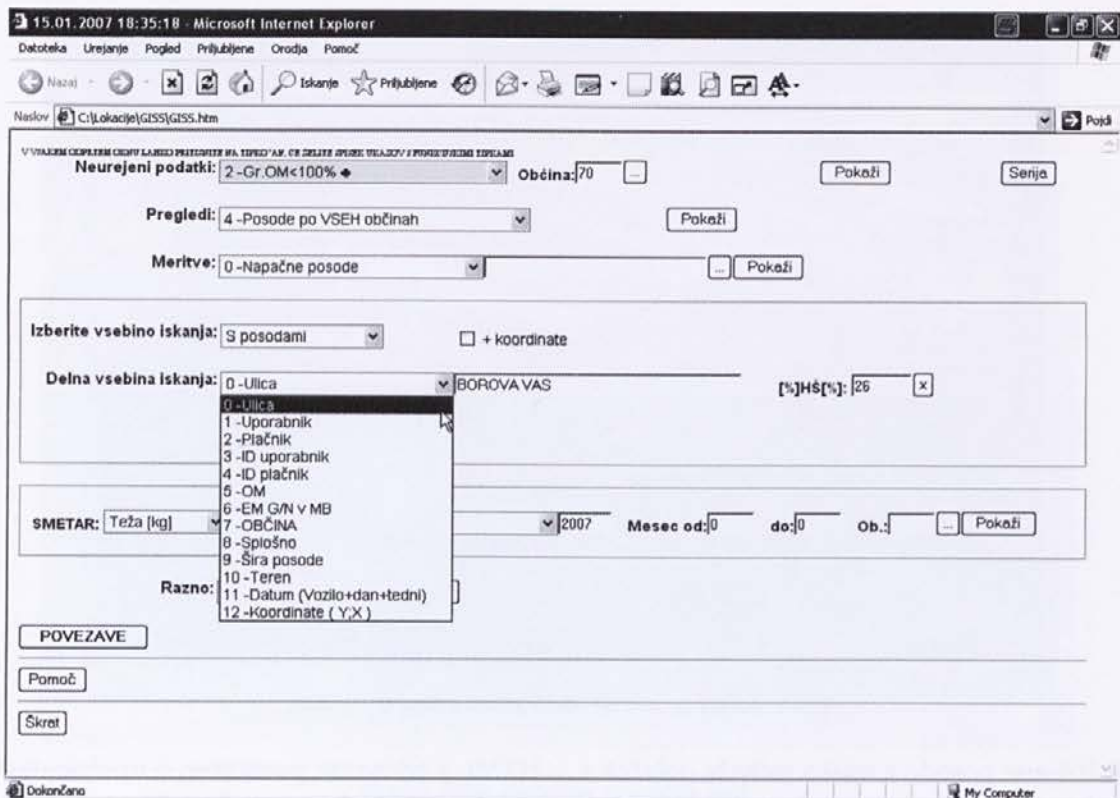 15.01.2007 18:35:18 - Microsoft Internet Explorer
Datoteka Urejanje Pogled Priljubljene Orodja Pomoč
Nazaj Iskanje Priljubljene
Naslov C:\Lokacije\GISS\GISS.htm Pojdi
Neurejeni podatki: 2 -Gr.OM<100% Občina: 70 ... Pokaži Serija
Pregledi: 4 -Posode po VSEH občinah Pokaži
Meritve: 0 -Napačne posode ... Pokaži
Izberite vsebino iskanja: S posodami + koordinate
Delna vsebina iskanja: 0 -Ulica BOROVA VAS [%]HŠ[%]: 26 x
0 -Ulica
1 -Uporabnik
2 -Plačnik
3 -ID uporabnik
4 -ID plačnik
5 -OM
6 -EM G/N v MB
7 -OBČINA
8 -Splošno
9 -Šira posode
10 -Teren
11 -Datum (Vozilo+dan+tedni)
12 -Koordinate ( Y;X )
SMETAR: Teža [kg] 2007 Mesec od: 0 do: 0 Ob.: ... Pokaži
Razno:
POVEZAVE
Pomoč
Škrat
Dokončano My Computer